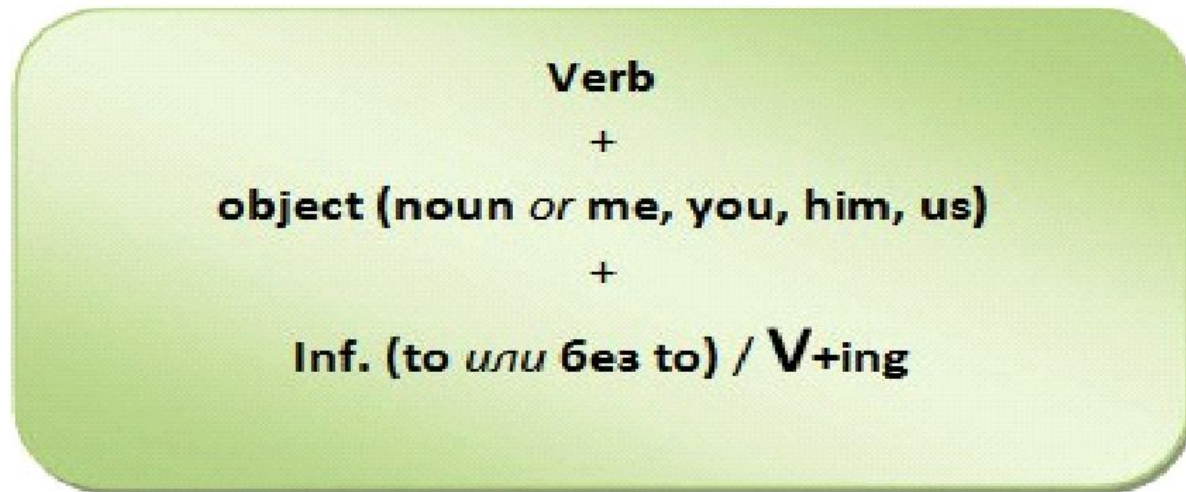 Verb
+
object (noun or me, you, him, us)
+
Inf. (to или без to) / V+ing